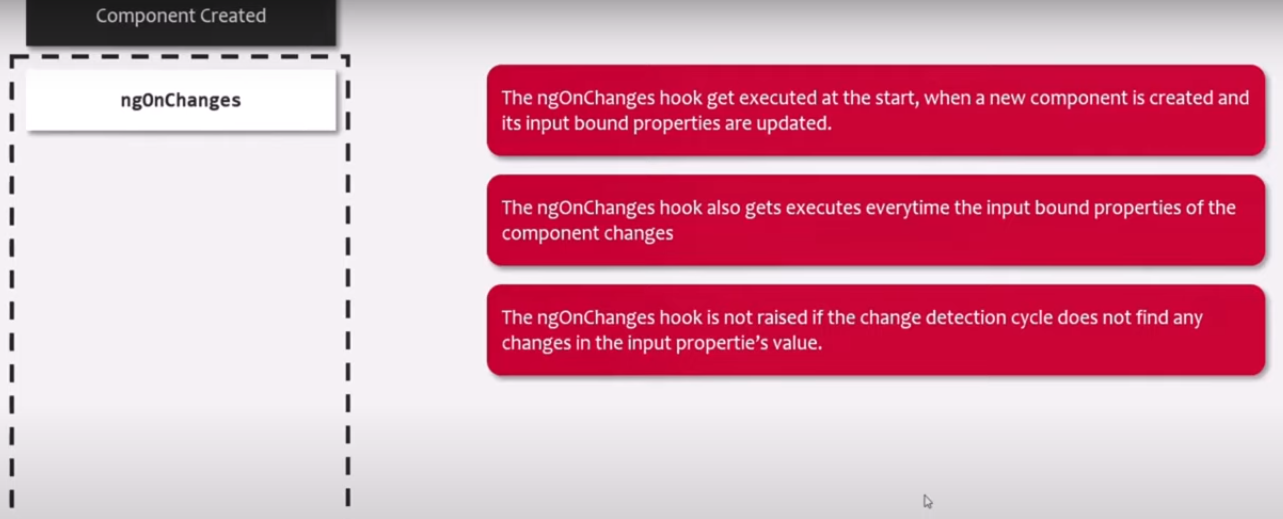 Component Created
ngOnChanges
The ngOnChanges hook get executed at the start, when a new component is created and
its input bound properties are updated.
The ngOnChanges hook also gets executes everytime the input bound properties of the
component changes
The ngOnChanges hook is not raised if the change detection cycle does not find any
changes in the input propertie's value.